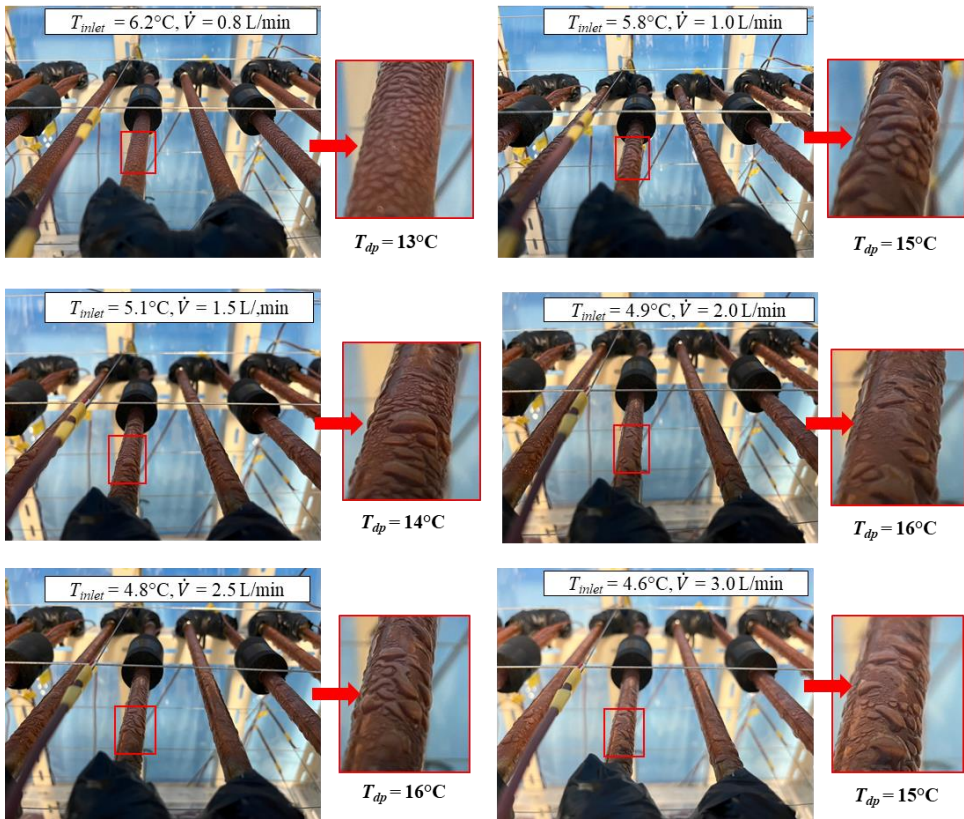 T_inlet = 6.2°C, V̇ = 0.8 L/min
T_dp = 13°C
T_inlet = 5.8°C, V̇ = 1.0 L/min
T_dp = 15°C
T_inlet = 5.1°C, V̇ = 1.5 L/,min
T_dp = 14°C
T_inlet = 4.9°C, V̇ = 2.0 L/min
T_dp = 16°C
T_inlet = 4.8°C, V̇ = 2.5 L/min
T_dp = 16°C
T_inlet = 4.6°C, V̇ = 3.0 L/min
T_dp = 15°C